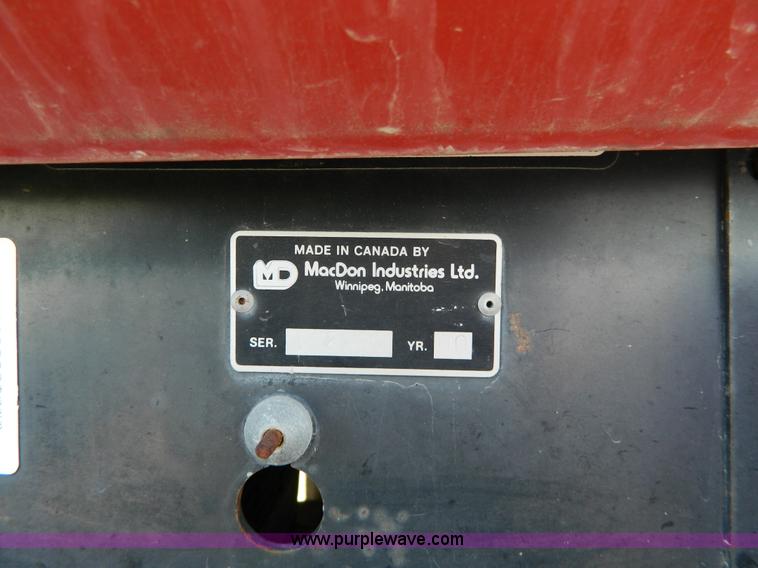 MADE IN CANADA BY
MD MacDon Industries Ltd.
Winnipeg, Manitoba
SER. YR.
www.purplewave.com